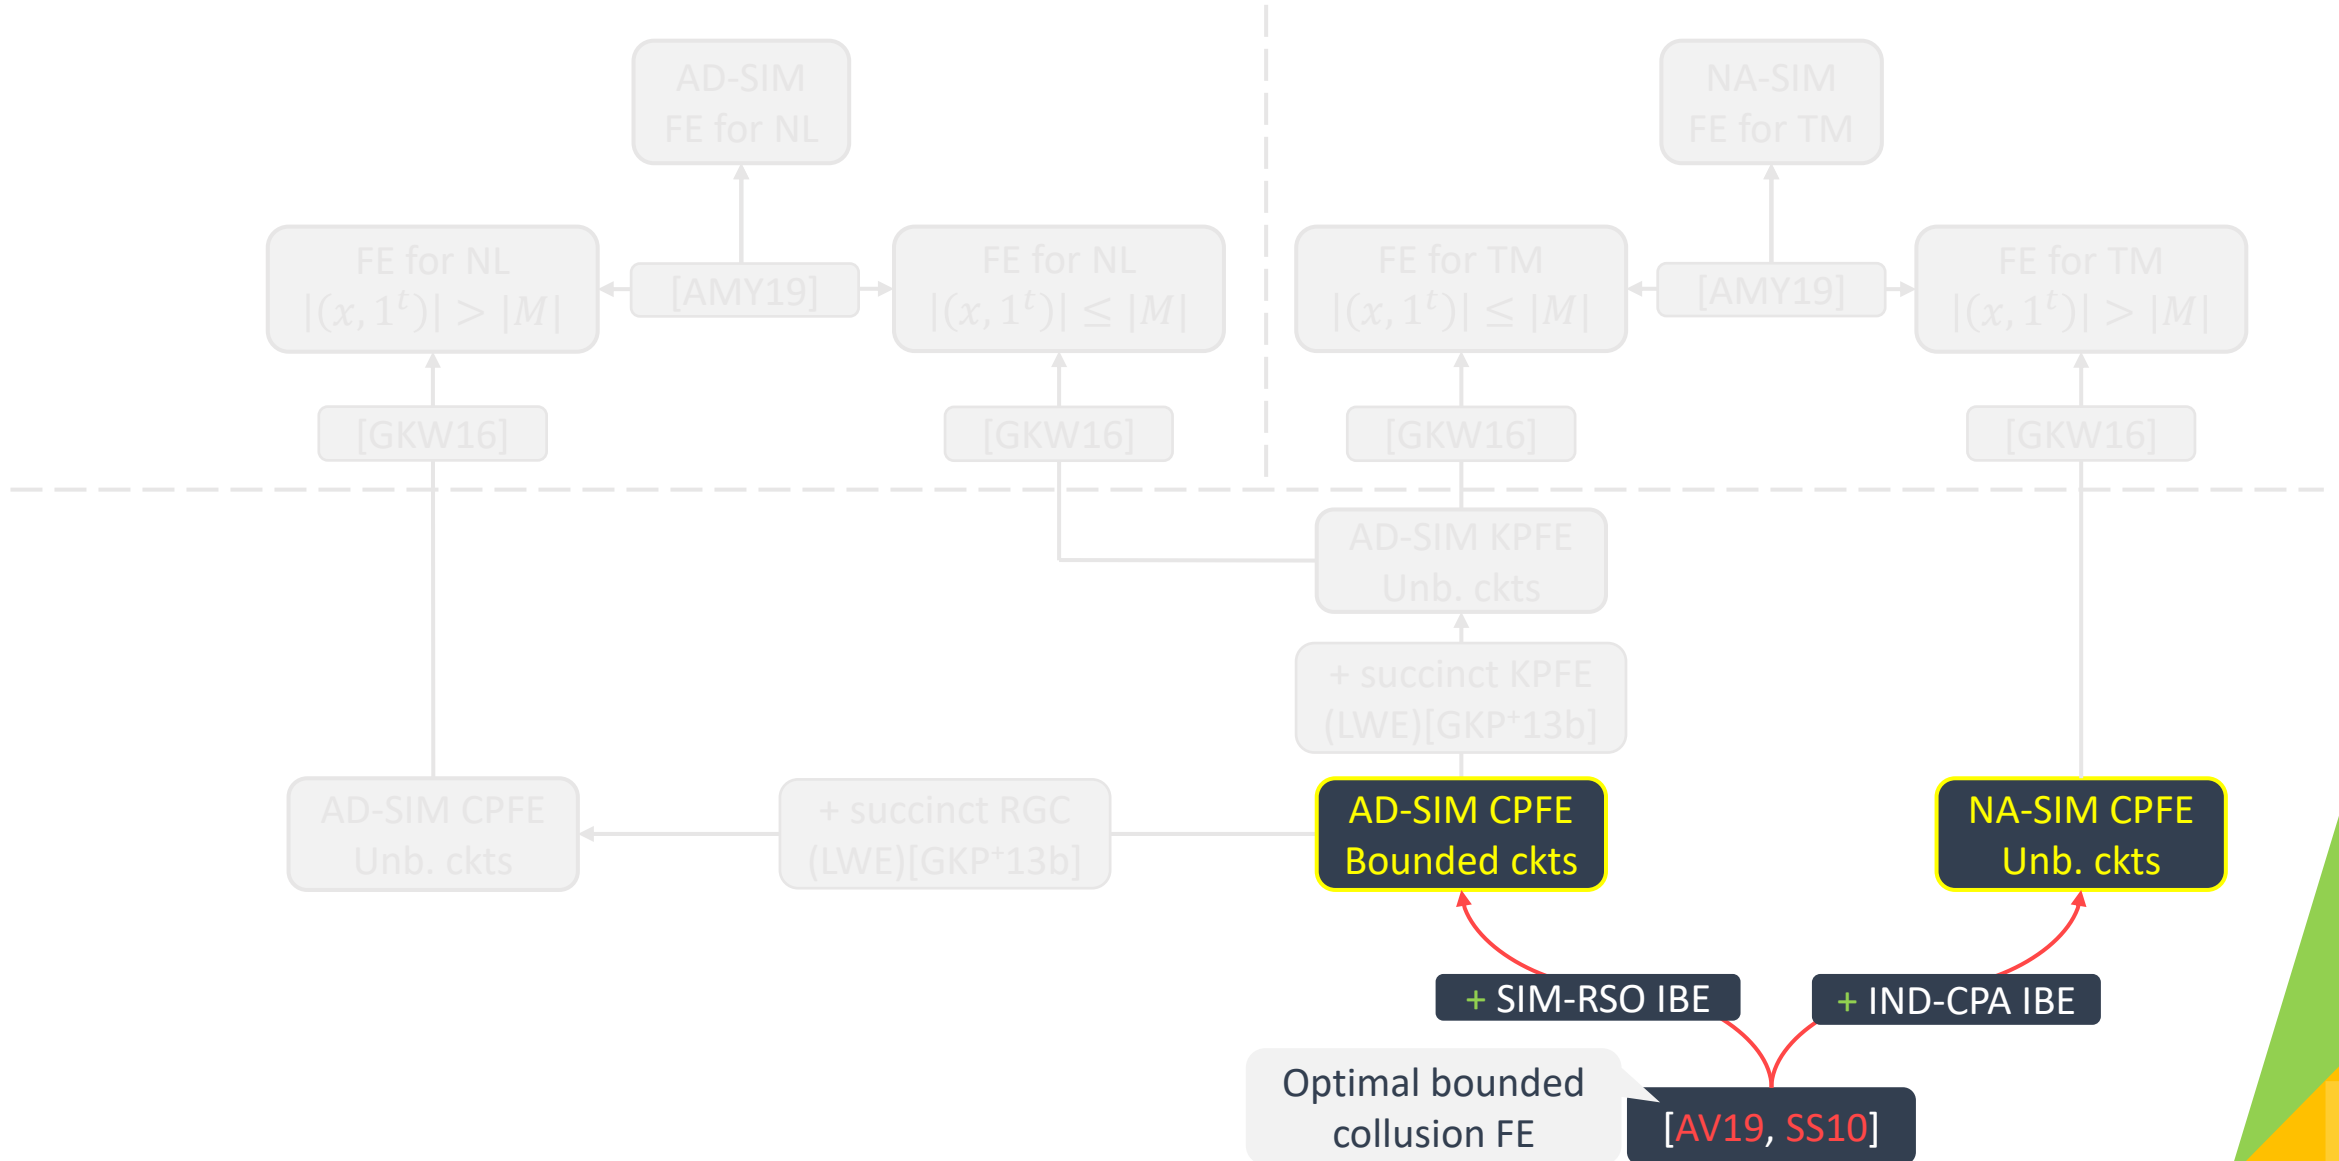 AD-SIM
FE for NL
NA-SIM
FE for TM
FE for NL
|(x, 1^t)| > |M|
[AMY19]
FE for NL
|(x, 1^t)| ≤ |M|
FE for TM
|(x, 1^t)| ≤ |M|
[AMY19]
FE for TM
|(x, 1^t)| > |M|
[GKW16]
[GKW16]
[GKW16]
[GKW16]
AD-SIM KPFE
Unb. ckts
+ succinct KPFE
(LWE)[GKP⁺13b]
AD-SIM CPFE
Unb. ckts
+ succinct RGC
(LWE)[GKP⁺13b]
AD-SIM CPFE
Bounded ckts
NA-SIM CPFE
Unb. ckts
+ SIM-RSO IBE
+ IND-CPA IBE
Optimal bounded
collusion FE
[AV19, SS10]